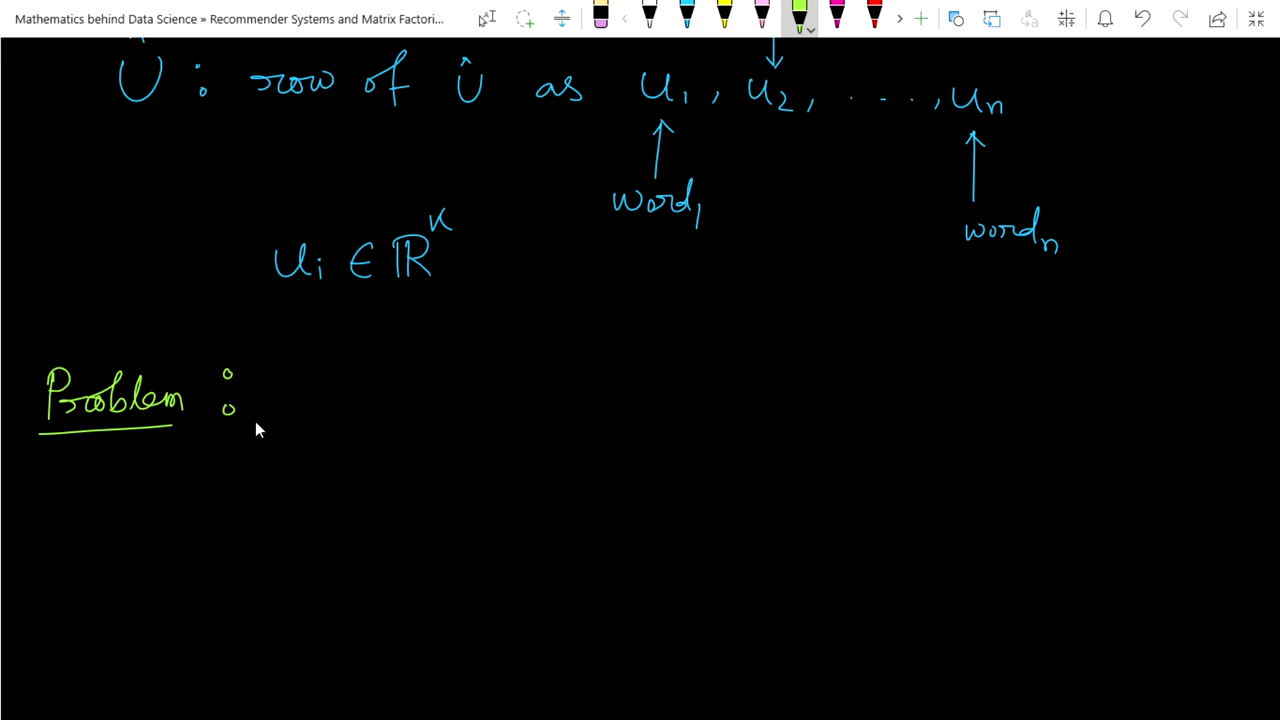 Mathematics behind Data Science » Recommender Systems and Matrix Factori...
Û : row of Û as u₁, u₂, ...., uₙ
word₁
wordₙ
uᵢ ∈ ℝᴷ
Problem :